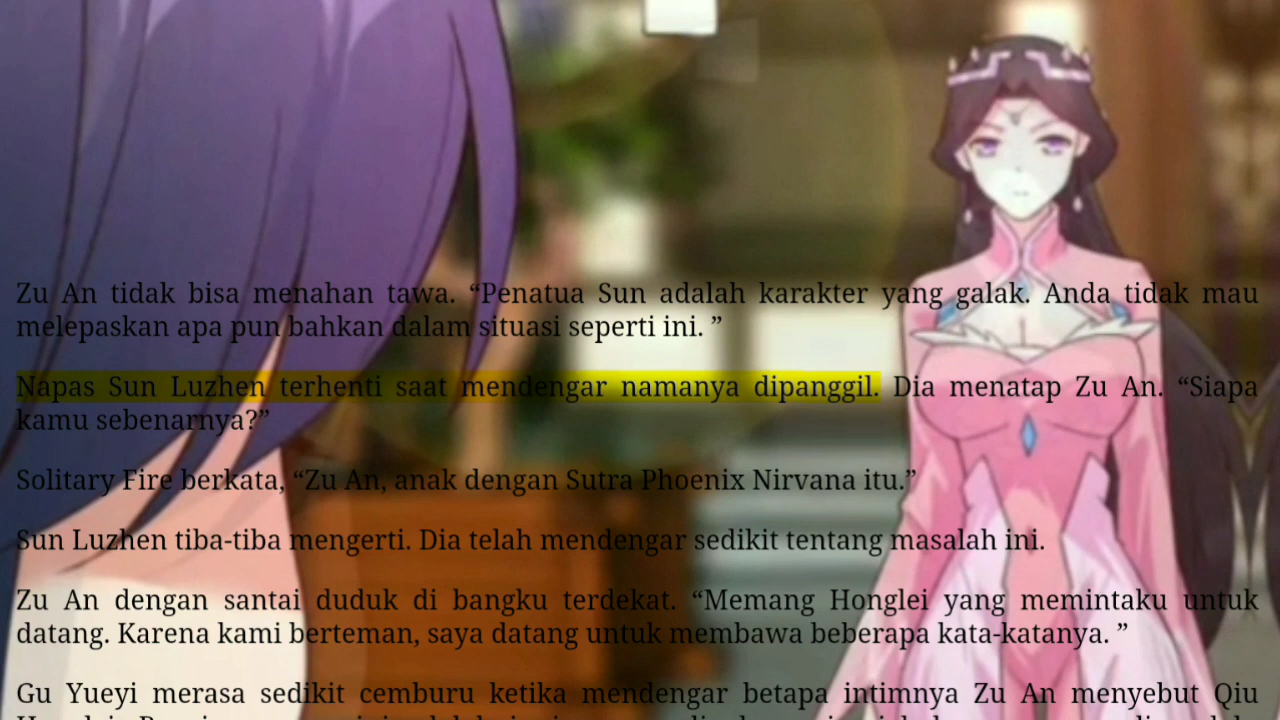 Zu An tidak bisa menahan tawa. “Penatua Sun adalah karakter yang galak. Anda tidak mau
melepaskan apa pun bahkan dalam situasi seperti ini. ”
Napas Sun Luzhen terhenti saat mendengar namanya dipanggil. Dia menatap Zu An. “Siapa
kamu sebenarnya?”
Solitary Fire berkata, “Zu An, anak dengan Sutra Phoenix Nirvana itu.”
Sun Luzhen tiba-tiba mengerti. Dia telah mendengar sedikit tentang masalah ini.
Zu An dengan santai duduk di bangku terdekat. “Memang Honglei yang memintaku untuk
datang. Karena kami berteman, saya datang untuk membawa beberapa kata-katanya. ”
Gu Yueyi merasa sedikit cemburu ketika mendengar betapa intimnya Zu An menyebut Qiu